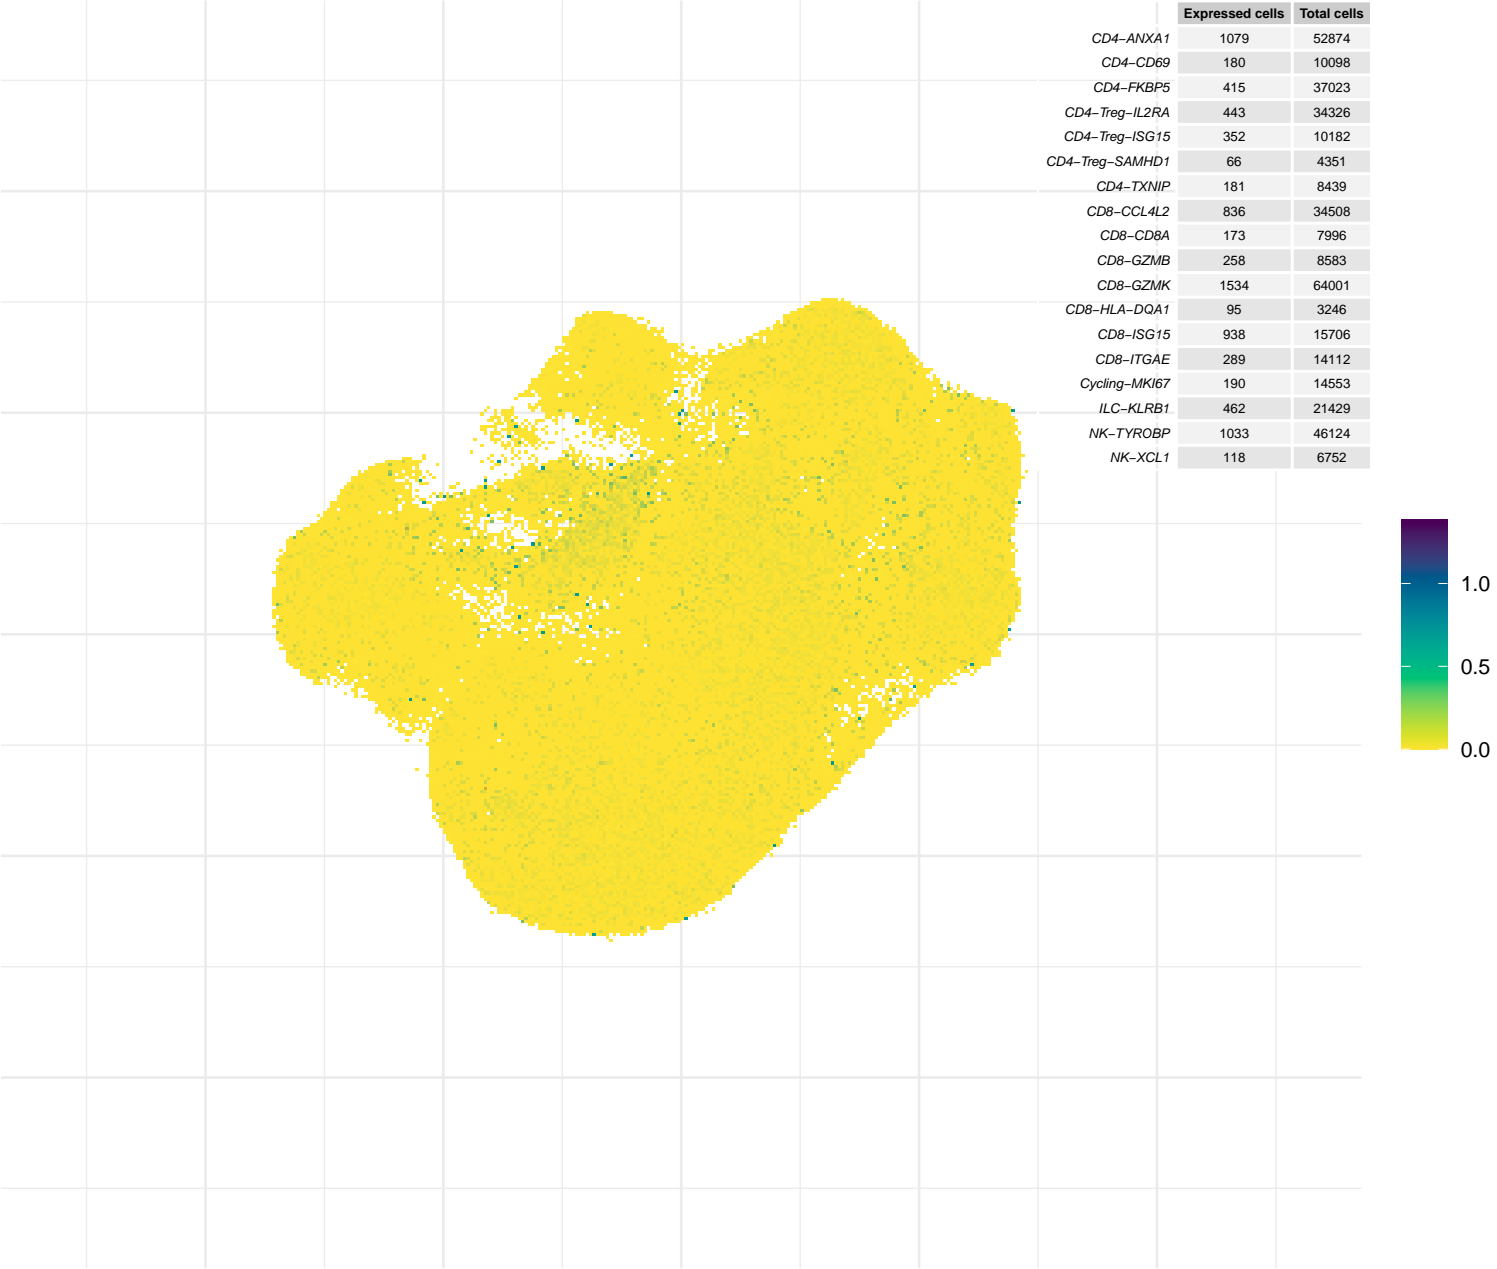 Expressed cells Total cells
CD4−ANXA1 1079 52874
CD4−CD69 180 10098
CD4−FKBP5 415 37023
CD4−Treg−IL2RA 443 34326
CD4−Treg−ISG15 352 10182
CD4−Treg−SAMHD1 66 4351
CD4−TXNIP 181 8439
CD8−CCL4L2 836 34508
CD8−CD8A 173 7996
CD8−GZMB 258 8583
CD8−GZMK 1534 64001
CD8−HLA−DQA1 95 3246
CD8−ISG15 938 15706
CD8−ITGAE 289 14112
Cycling−MKI67 190 14553
ILC−KLRB1 462 21429
NK−TYROBP 1033 46124
NK−XCL1 118 6752
1.0
0.5
0.0